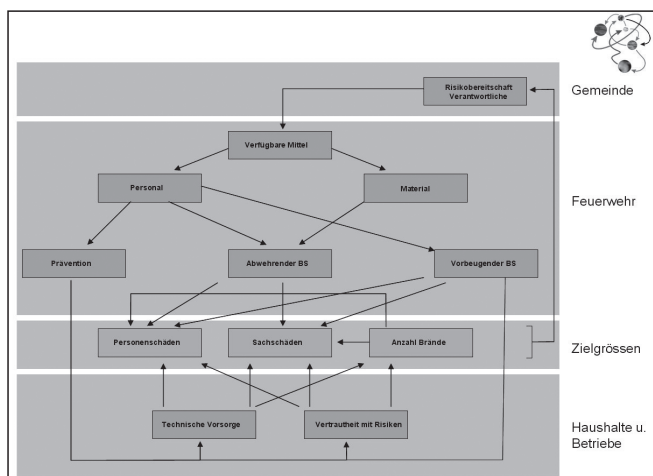 Risikobereitschaft
Verantwortliche
Gemeinde
Verfügbare Mittel
Personal
Material
Feuerwehr
Prävention
Abwehrender BS
Vorbeugender BS
Personenschäden
Sachschäden
Anzahl Brände
Zielgrössen
Technische Vorsorge
Vertrautheit mit Risiken
Haushalte u.
Betriebe